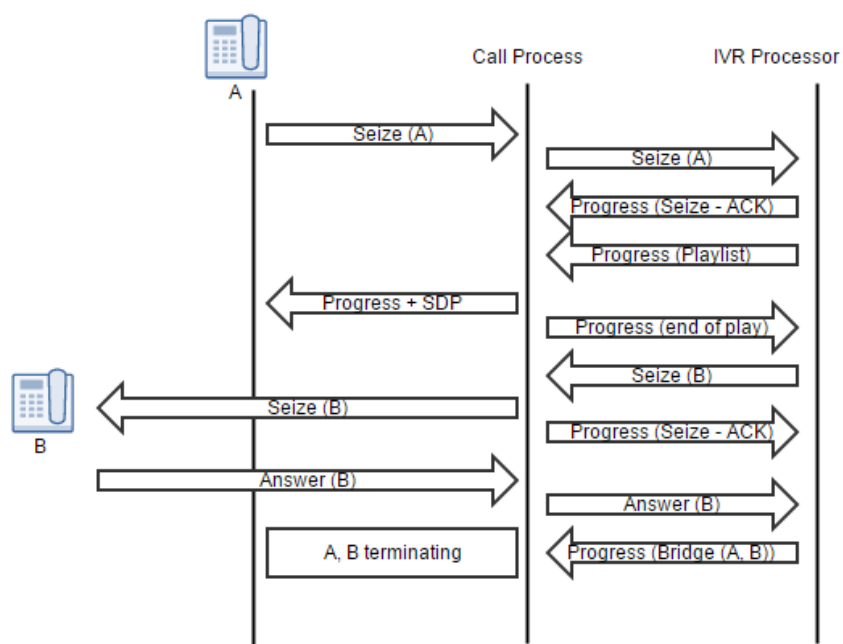 Call Process
IVR Processor
A
Seize (A)
Seize (A)
Progress (Seize - ACK)
Progress (Playlist)
Progress + SDP
Progress (end of play)
Seize (B)
Seize (B)
B
Progress (Seize - ACK)
Answer (B)
Answer (B)
A, B terminating
Progress (Bridge (A, B))